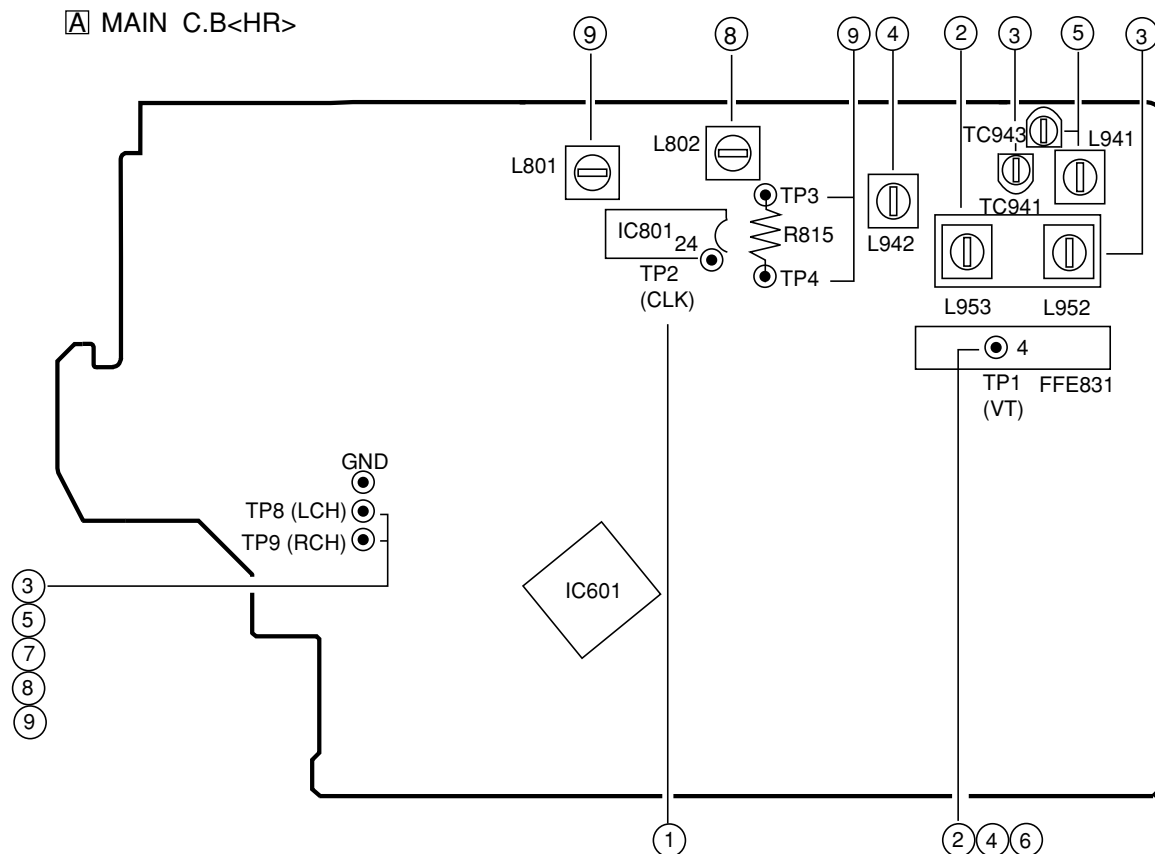 A MAIN C.B<HR>
9 8 9 4 2 3 5 3
TC943 L941
L802
L801
TP3
TC941
IC801 24 R815
L942
TP2
(CLK)
TP4
L953 L952
4
TP1 FFE831
(VT)
GND
TP8 (LCH)
TP9 (RCH)
3
IC601
5
7
8
9
1 2 4 6